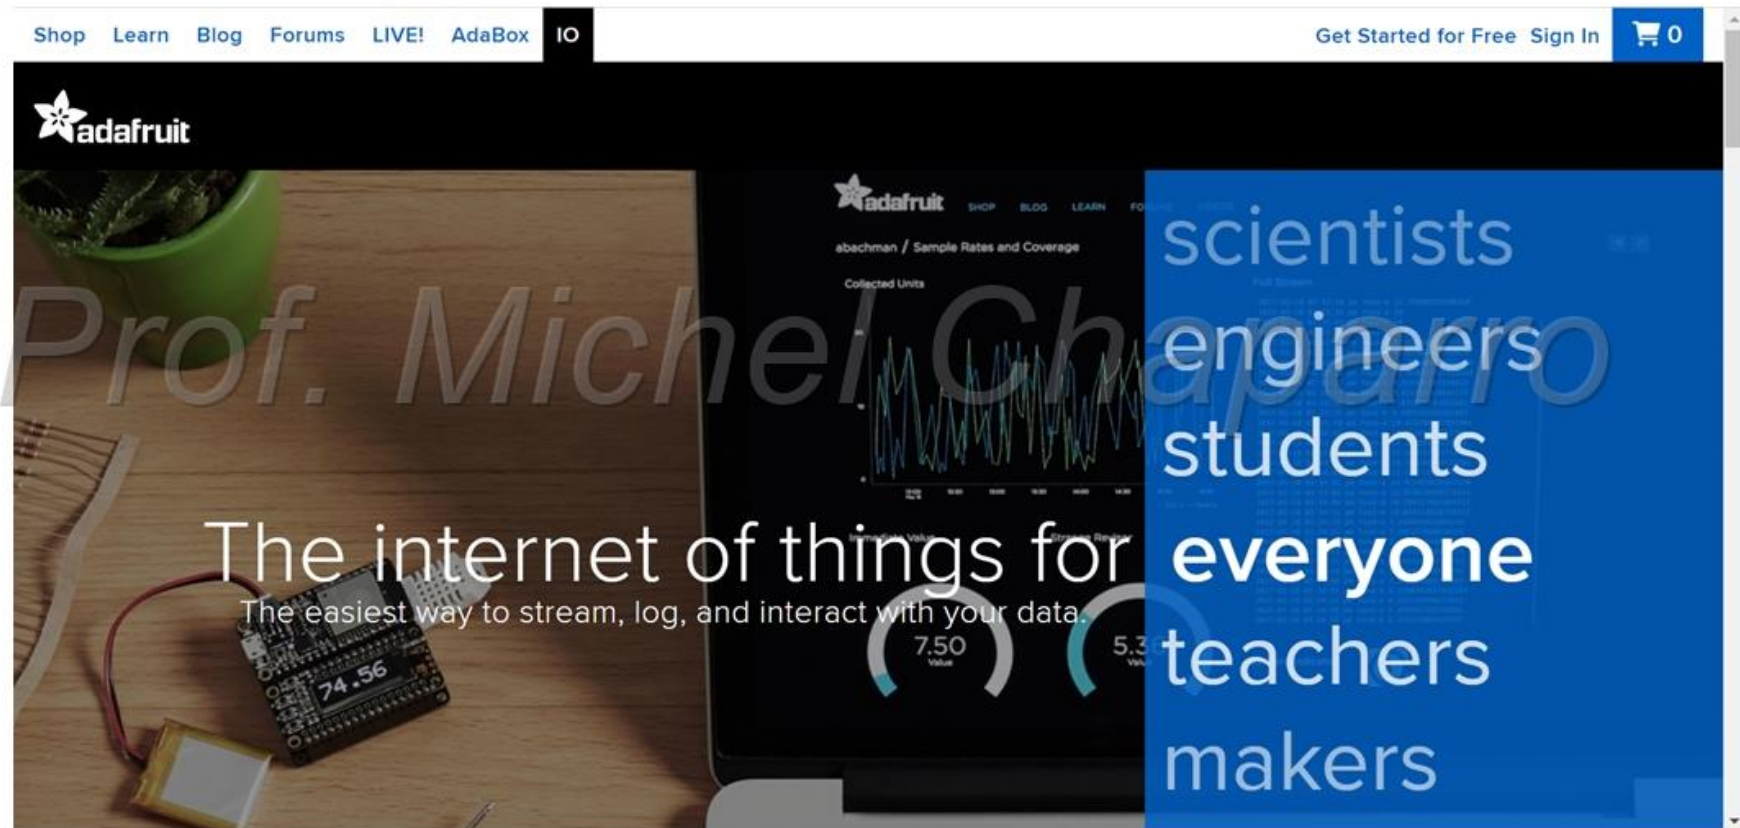 Shop Learn Blog Forums LIVE! AdaBox IO Get Started for Free Sign In 0
adafruit
adafruit SHOP BLOG LEARN
abachman / Sample Rates and Coverage
Collected Units
scientists
engineers
Prof. Michel Chaparro
students
The internet of things for everyone
Immediate Value
The easiest way to stream, log, and interact with your data.
7.50
Value
74.56
teachers
makers